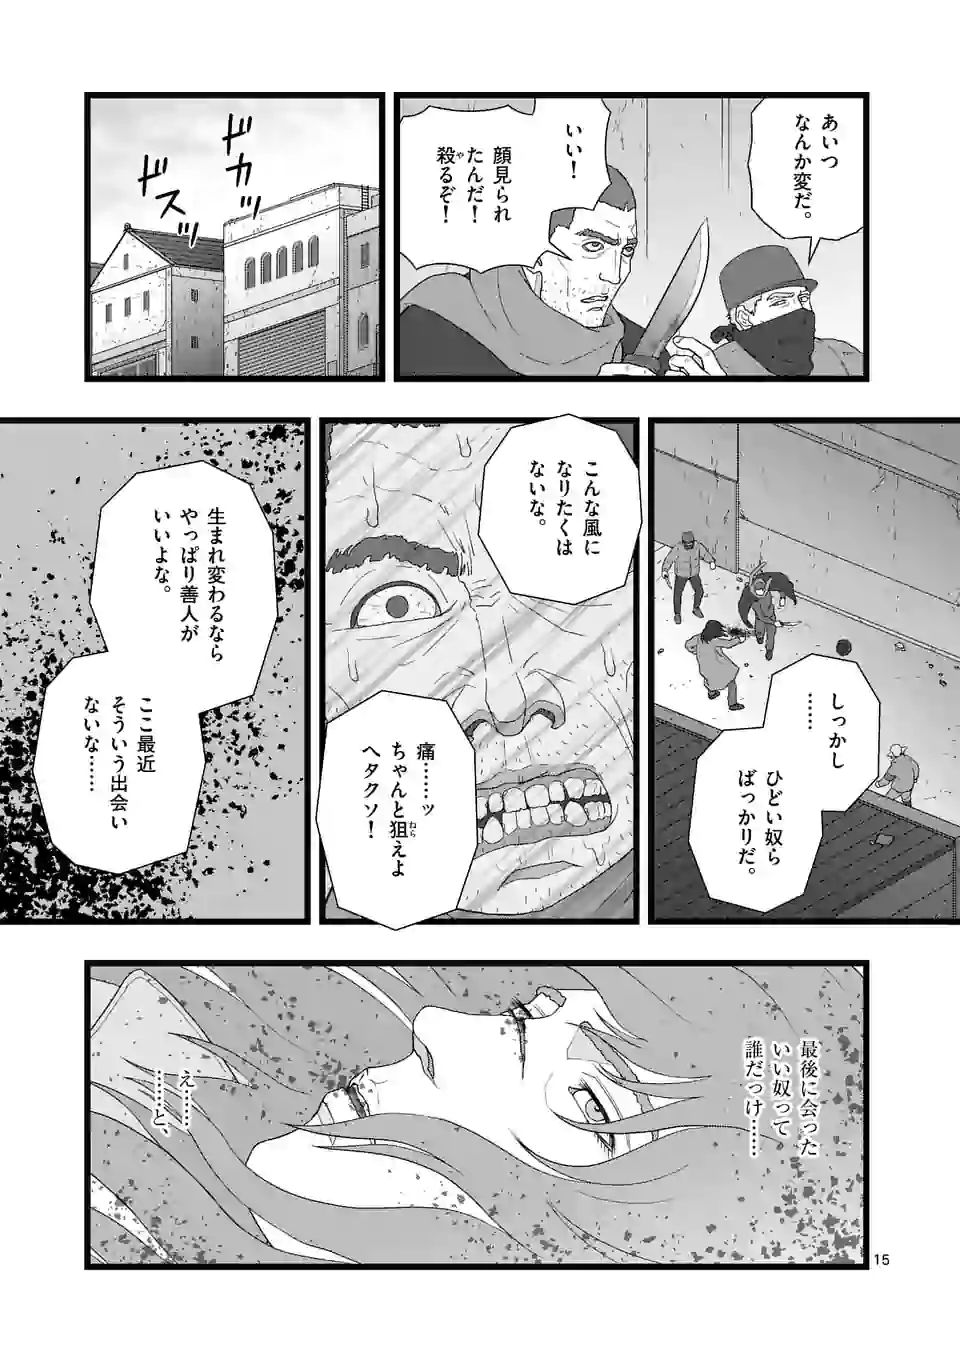 あいつ
なんか変だ。
いい!
顔見られ
たんだ!
殺るぞ!
や
ドカ
ドスッ
しっかし
……
ひどい奴ら
ばっかりだ。
こんな風に
なりたくは
ないな。
痛……ッ
ちゃんと狙えよ
ねら
ヘタクソ!
生まれ変わるなら
やっぱり善人が
いいよな。
ここ最近
そういう出会い
ないな………
最後に会った
いい奴って
誰だっけ……
え……
……と、
15